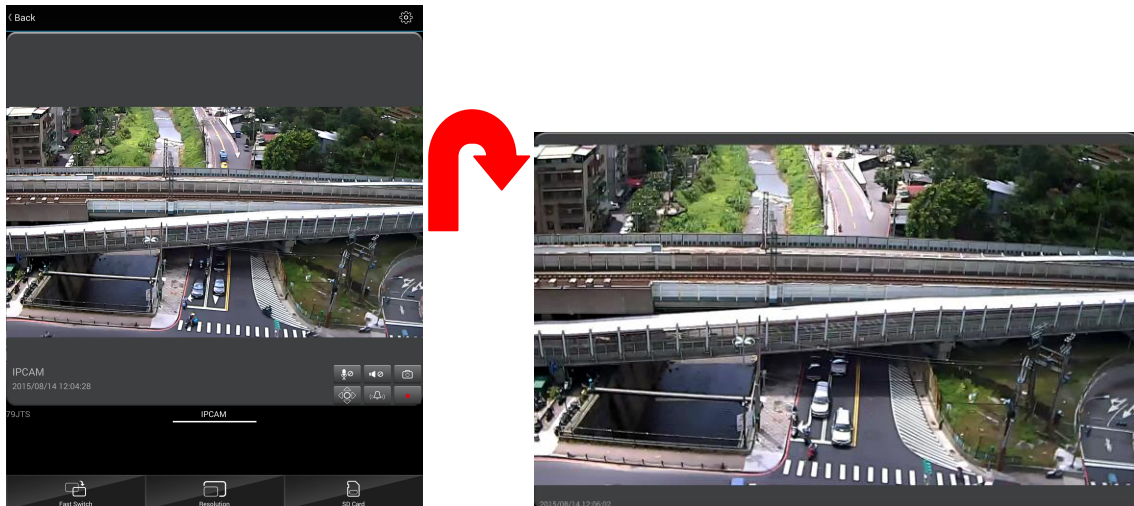 Back
IPCAM
2015/08/14 12:04:28
79JTS
IPCAM
Fast Switch
Resolution
SD Card
2015/08/14 12:06:02